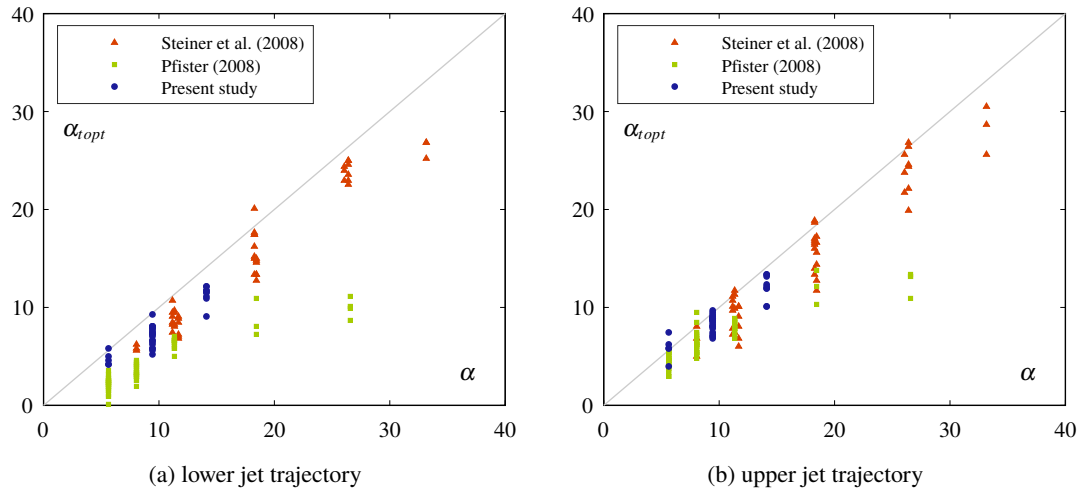 40
30
20
10
0
Steiner et al. (2008)
Pfister (2008)
Present study
α_topt
α
0 10 20 30 40
(a) lower jet trajectory
40
30
20
10
0
Steiner et al. (2008)
Pfister (2008)
Present study
α_topt
α
0 10 20 30 40
(b) upper jet trajectory